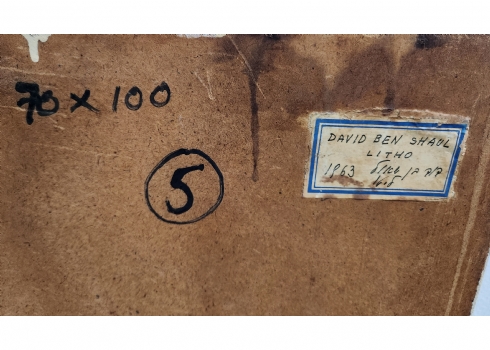 70 x 100
5
DAVID BEN SHAUL
LITHO
1963